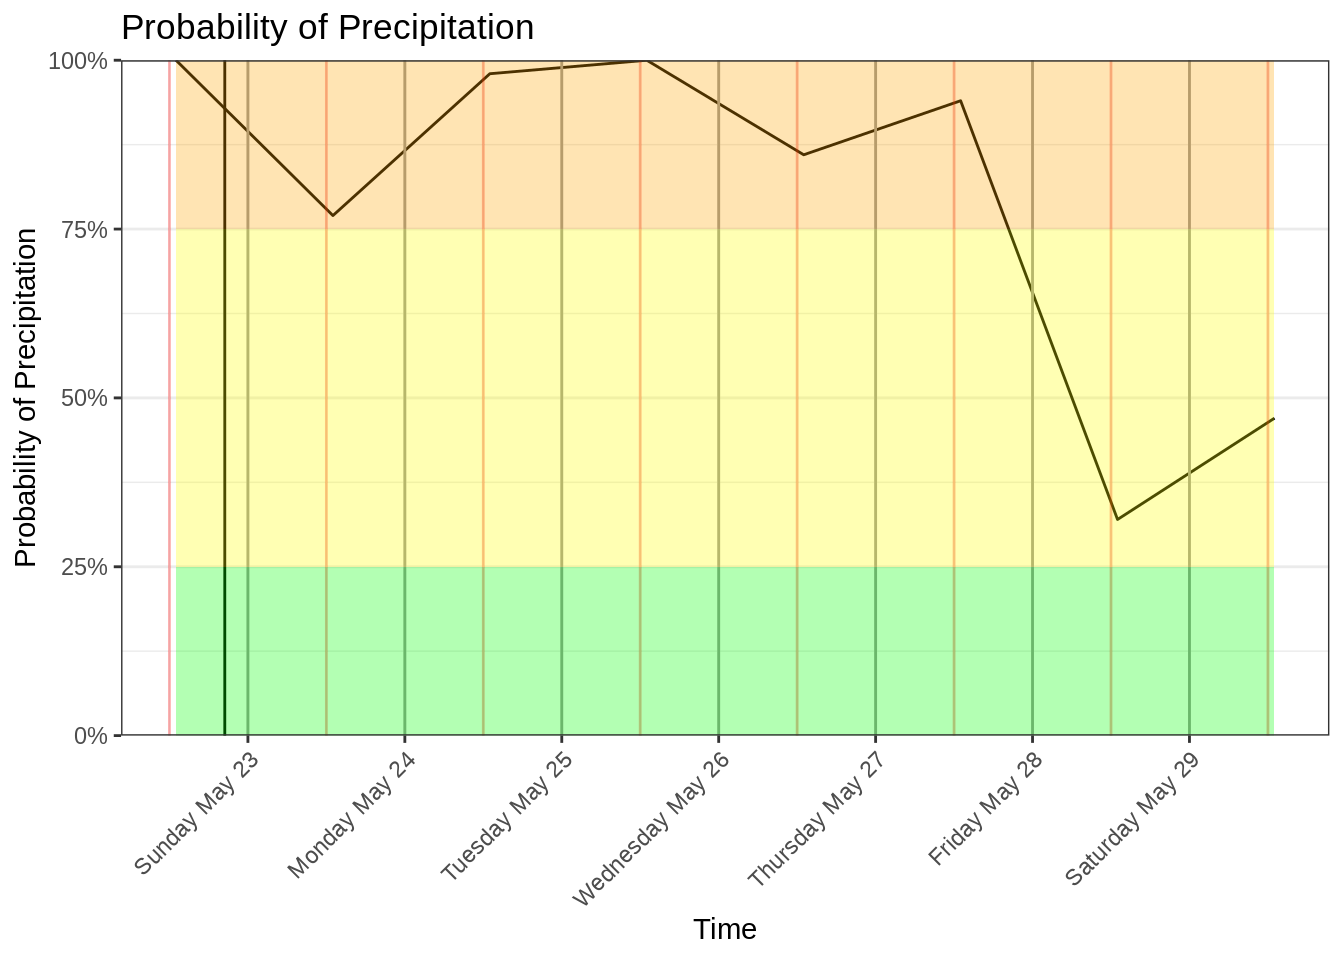 Probability of Precipitation
Probability of Precipitation
100%
75%
50%
25%
0%
Sunday May 23
Monday May 24
Tuesday May 25
Wednesday May 26
Thursday May 27
Friday May 28
Saturday May 29
Time